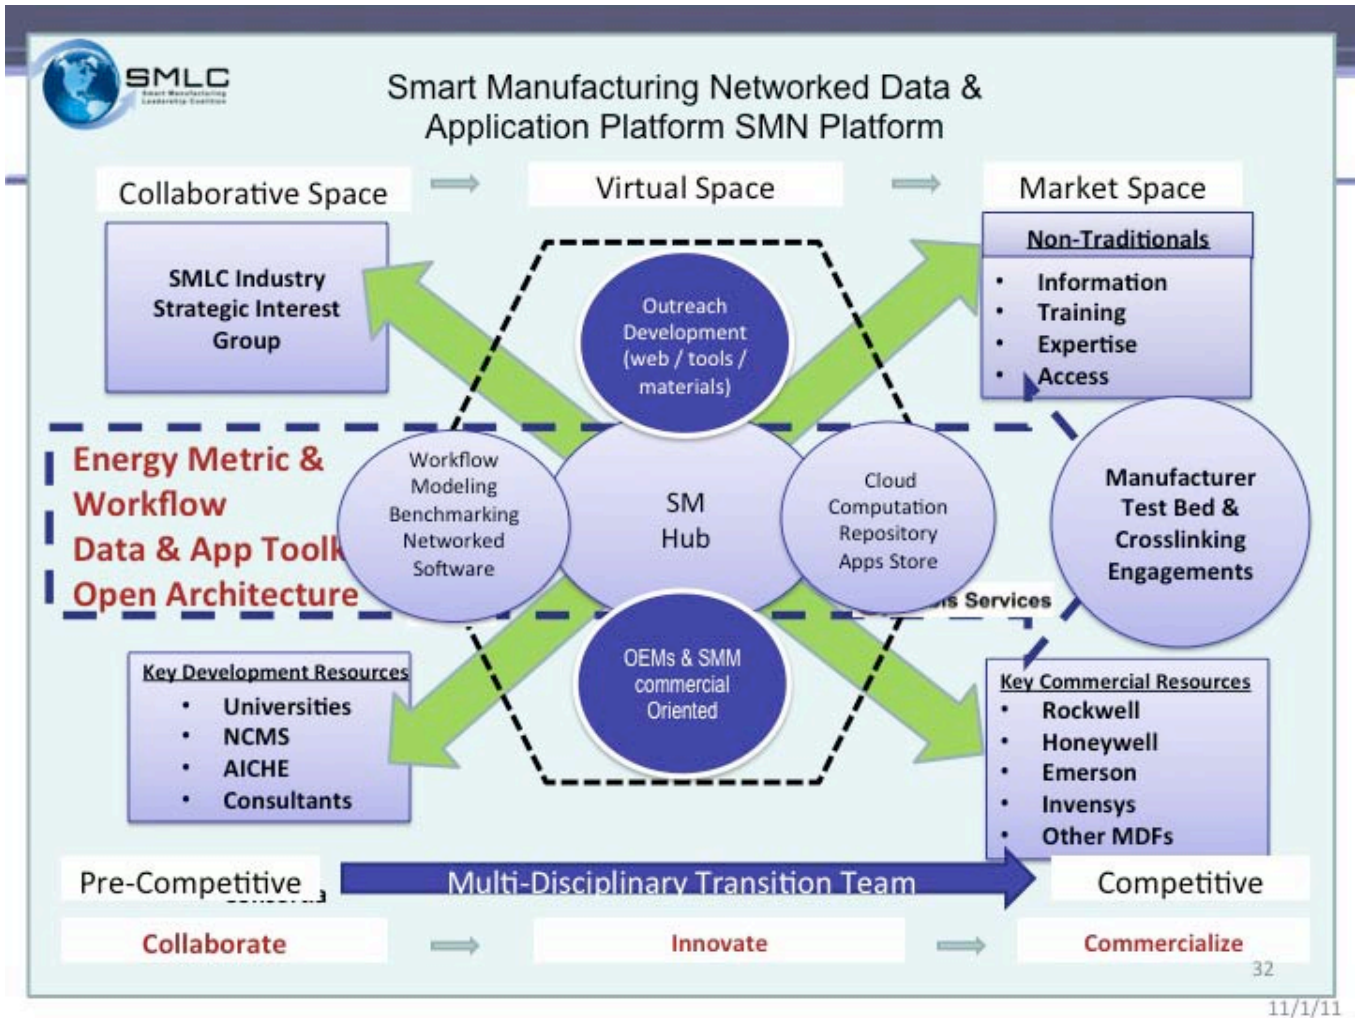 SMLC
Smart Manufacturing
Leadership Coalition
Smart Manufacturing Networked Data &
Application Platform SMN Platform
Collaborative Space
Virtual Space
Market Space
SMLC Industry
Strategic Interest
Group
Outreach
Development
(web / tools /
materials)
Non-Traditionals
• Information
• Training
• Expertise
• Access
Energy Metric &
Workflow
Data & App Toolk
Open Architecture
Workflow
Modeling
Benchmarking
Networked
Software
SM
Hub
Cloud
Computation
Repository
Apps Store
Services
Manufacturer
Test Bed &
Crosslinking
Engagements
Key Development Resources
• Universities
• NCMS
• AICHE
• Consultants
OEMs & SMM
commercial
Oriented
Key Commercial Resources
• Rockwell
• Honeywell
• Emerson
• Invensys
• Other MDFs
Pre-Competitive
Multi-Disciplinary Transition Team
Competitive
Collaborate
Innovate
Commercialize
32
11/1/11